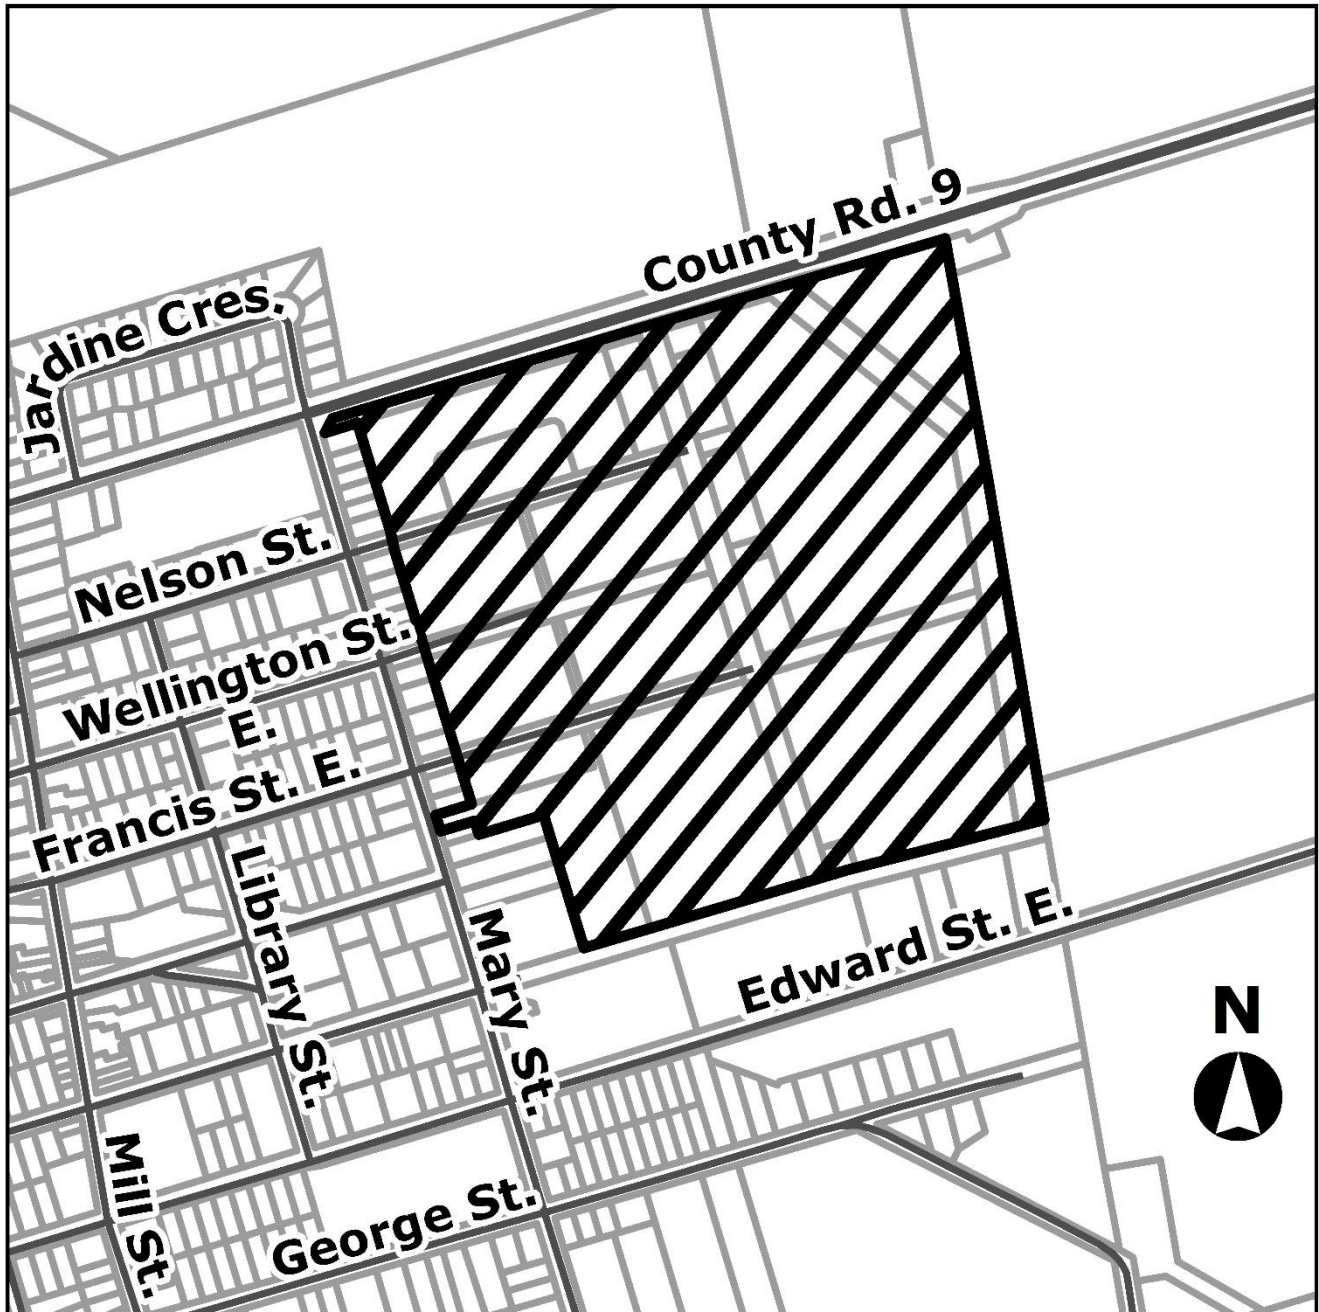 County Rd. 9
Jardine Cres.
Nelson St.
Wellington St.
E.
Francis St. E.
Library St.
Mary St.
Edward St. E.
N
Mill St.
George St.